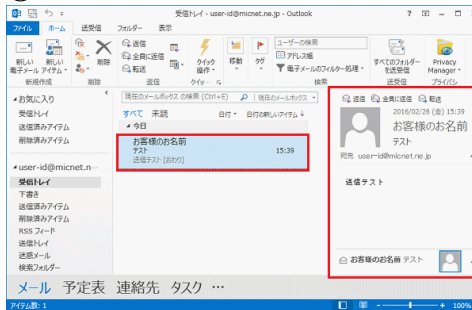 受信トレイ - user-id@micnet.ne.jp - Outlook
ファイル ホーム 送受信 フォルダー 表示
新しい 電子メール
新しい アイテム
削除
返信
全員に返信
転送
クイック 操作
移動
タグ
ユーザーの検索
アドレス帳
電子メールのフィルター処理
すべてのフォルダー を送受信
Privacy Manager
新規作成 削除 返信 クイ 検索 送受信 プライバシ
お気に入り
受信トレイ
送信済みアイテム
削除済みアイテム
user-id@micnet.n…
受信トレイ
下書き
送信済みアイテム
削除済みアイテム
RSS フィード
送信トレイ
迷惑メール
検索フォルダー
現在のメールボックス の検索 (Ctrl+E) 現在のメールボックス
すべて 未読 日付 日付の新しいアイテム ↓
今日
お客様のお名前
テスト 15:39
送信テスト [おわり]
返信 全員に返信 転送
2016/02/26 (金) 15:39
お客様のお名前
テスト
宛先 user-id@micnet.ne.jp
送信テスト
お客様のお名前 テスト
メール 予定表 連絡先 タスク …
アイテム数: 1
100%